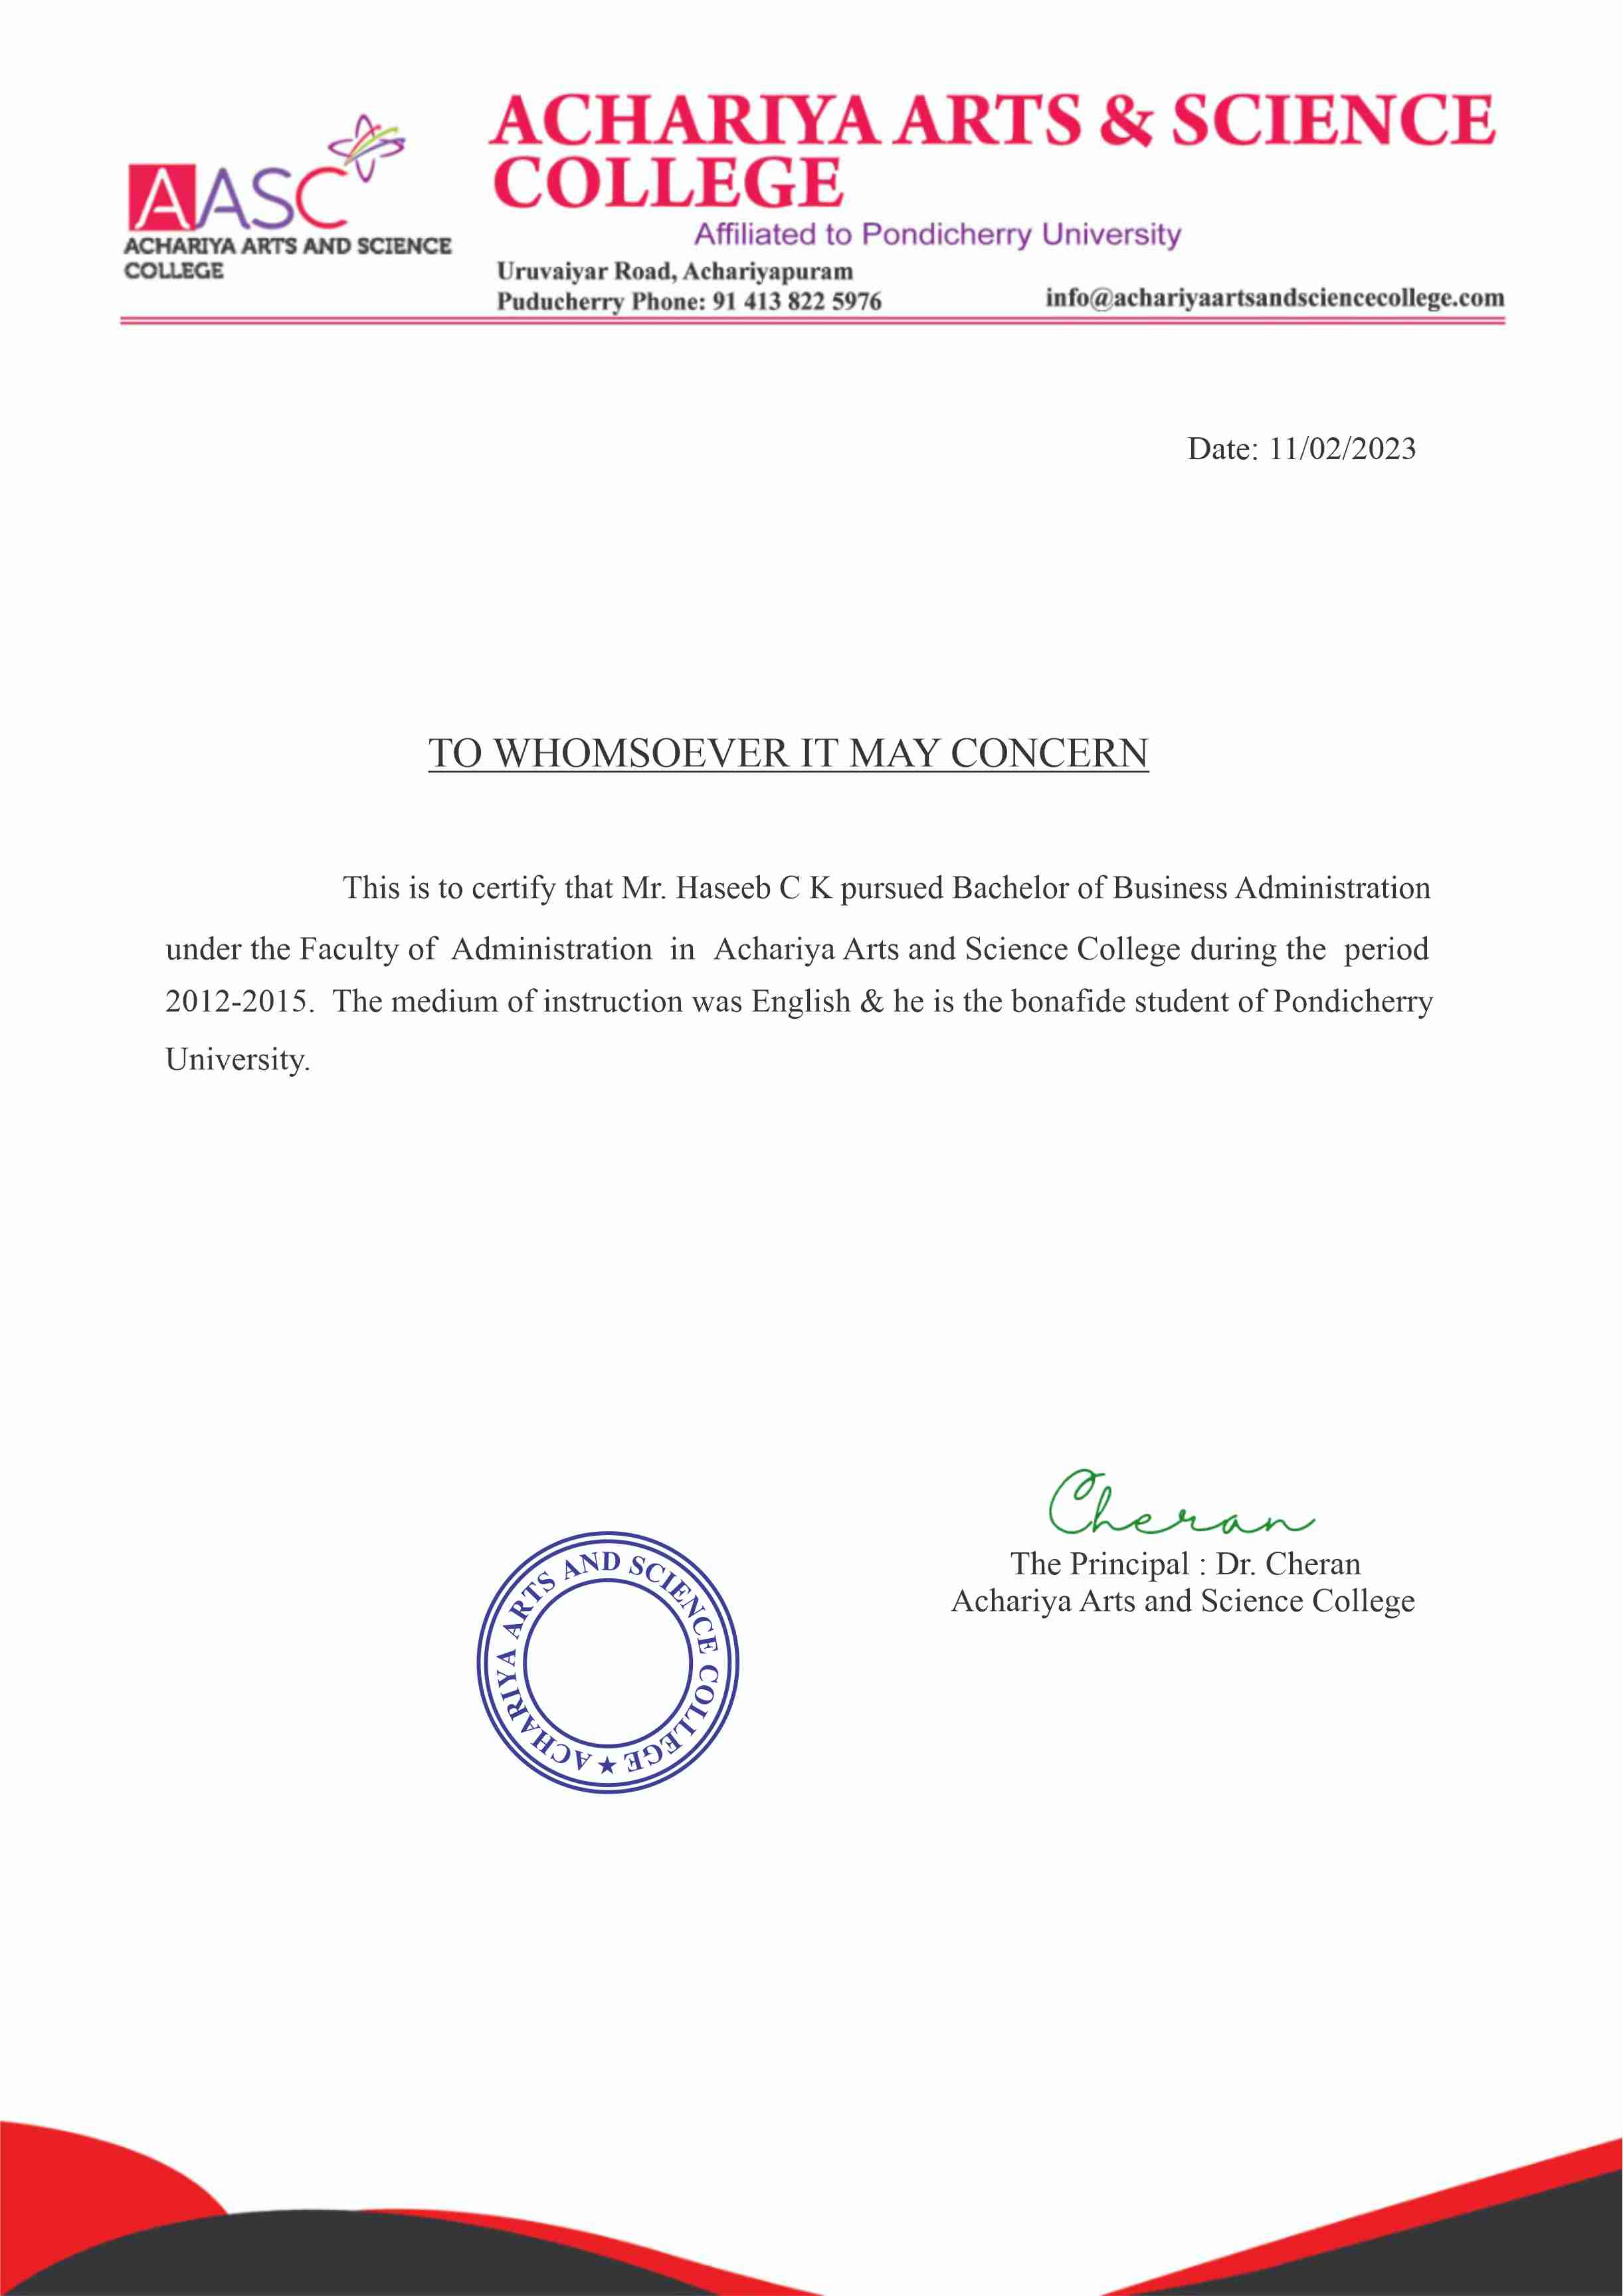 AASC
ACHARIYA ARTS AND SCIENCE
COLLEGE
ACHARIYA ARTS & SCIENCE
COLLEGE
Affiliated to Pondicherry University
Uruvaiyar Road, Achariyapuram
Puducherry Phone: 91 413 822 5976
info@achariyaartsandsciencecollege.com
Date: 11/02/2023
TO WHOMSOEVER IT MAY CONCERN
This is to certify that Mr. Haseeb C K pursued Bachelor of Business Administration
under the Faculty of Administration in Achariya Arts and Science College during the period
2012-2015. The medium of instruction was English & he is the bonafide student of Pondicherry
University.
Cheran
The Principal : Dr. Cheran
Achariya Arts and Science College
ACHARIYA ARTS AND SCIENCE COLLEGE ★